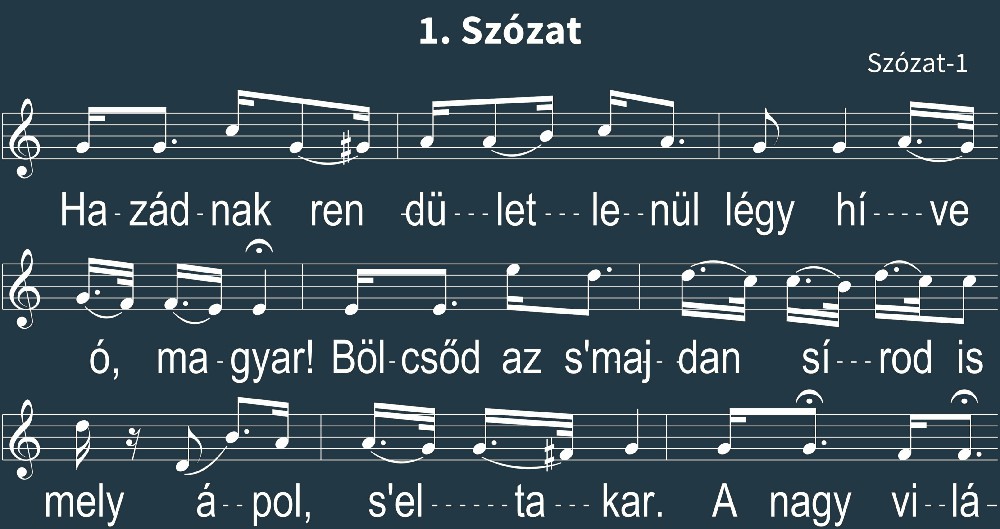 1. Szózat
Szózat-1
Ha - zád - nak ren -dü - - - let - - - le - - nül légy hí - - - - ve
ó, ma - gyar! Böl - csőd az s'maj - dan sí - - - rod is
mely á - - pol, s'el - - - - - ta - - - - kar. A nagy vi - - lá -